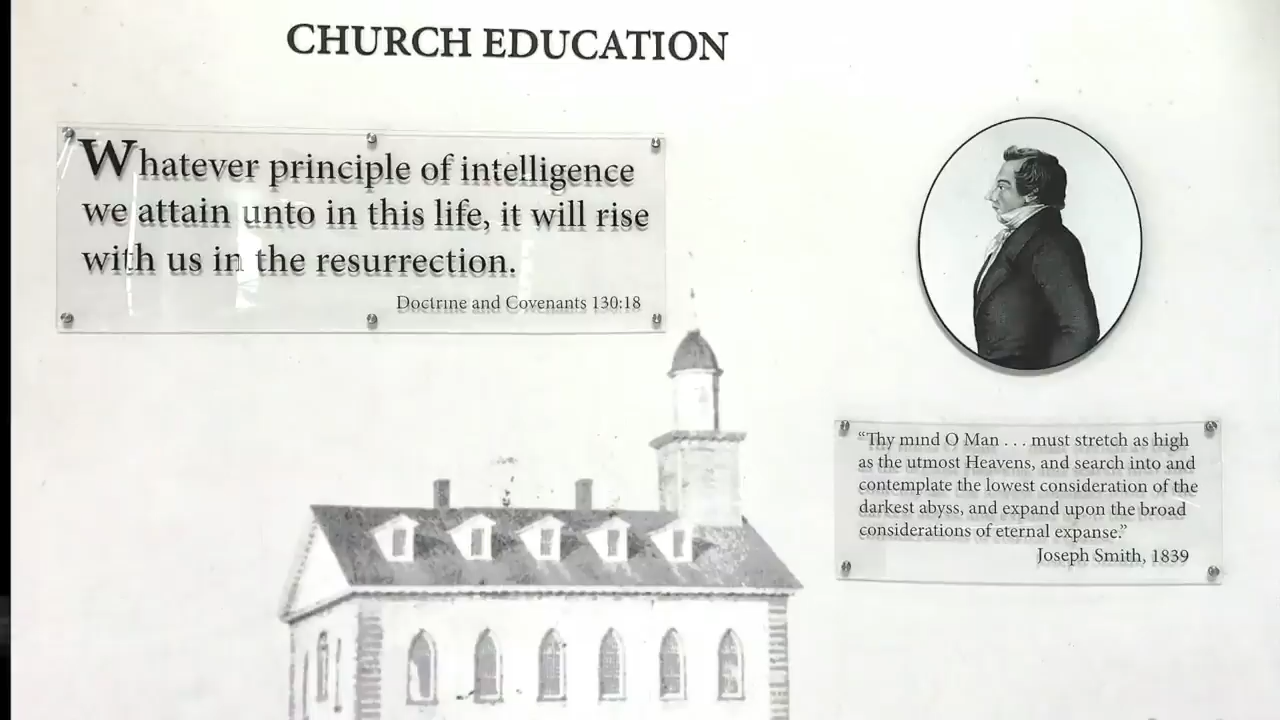 CHURCH EDUCATION
Whatever principle of intelligence
we attain unto in this life, it will rise
with us in the resurrection.
Doctrine and Covenants 130:18
“Thy mind O Man . . . must stretch as high
as the utmost Heavens, and search into and
contemplate the lowest consideration of the
darkest abyss, and expand upon the broad
considerations of eternal expanse.”
Joseph Smith, 1839